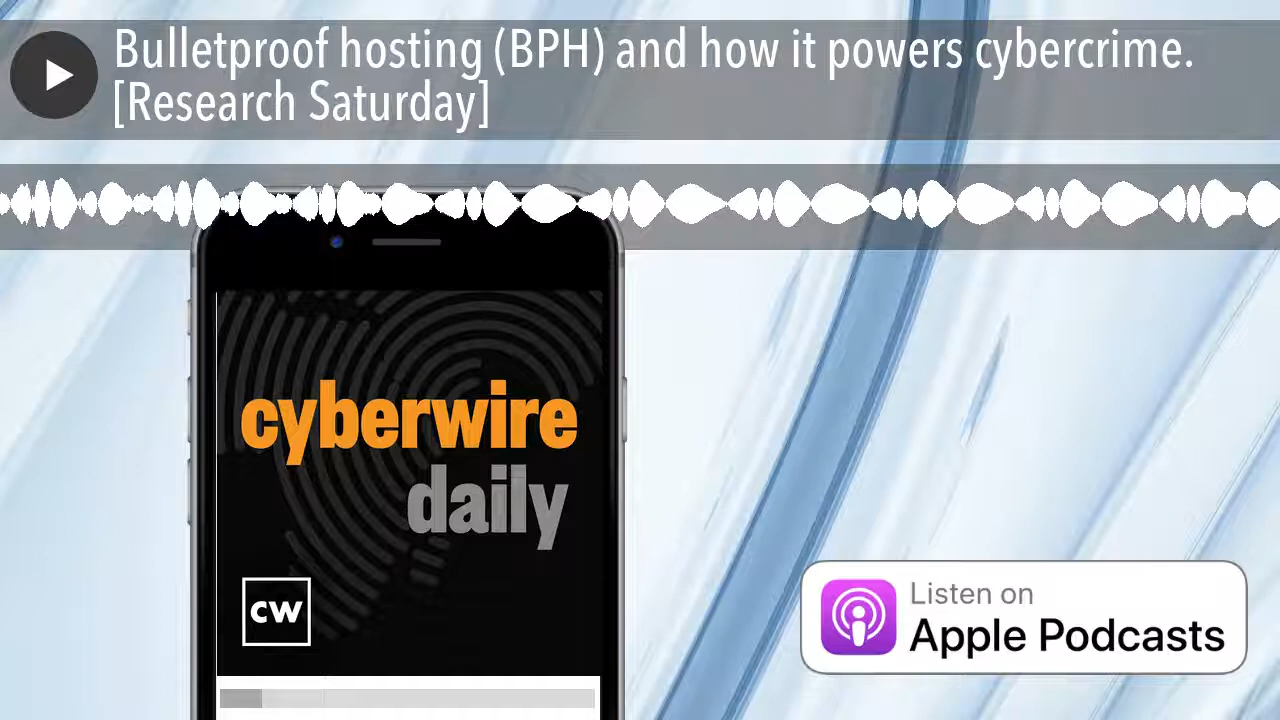 Bulletproof hosting (BPH) and how it powers cybercrime.
[Research Saturday]
cyberwire
daily
CW
Listen on
Apple Podcasts